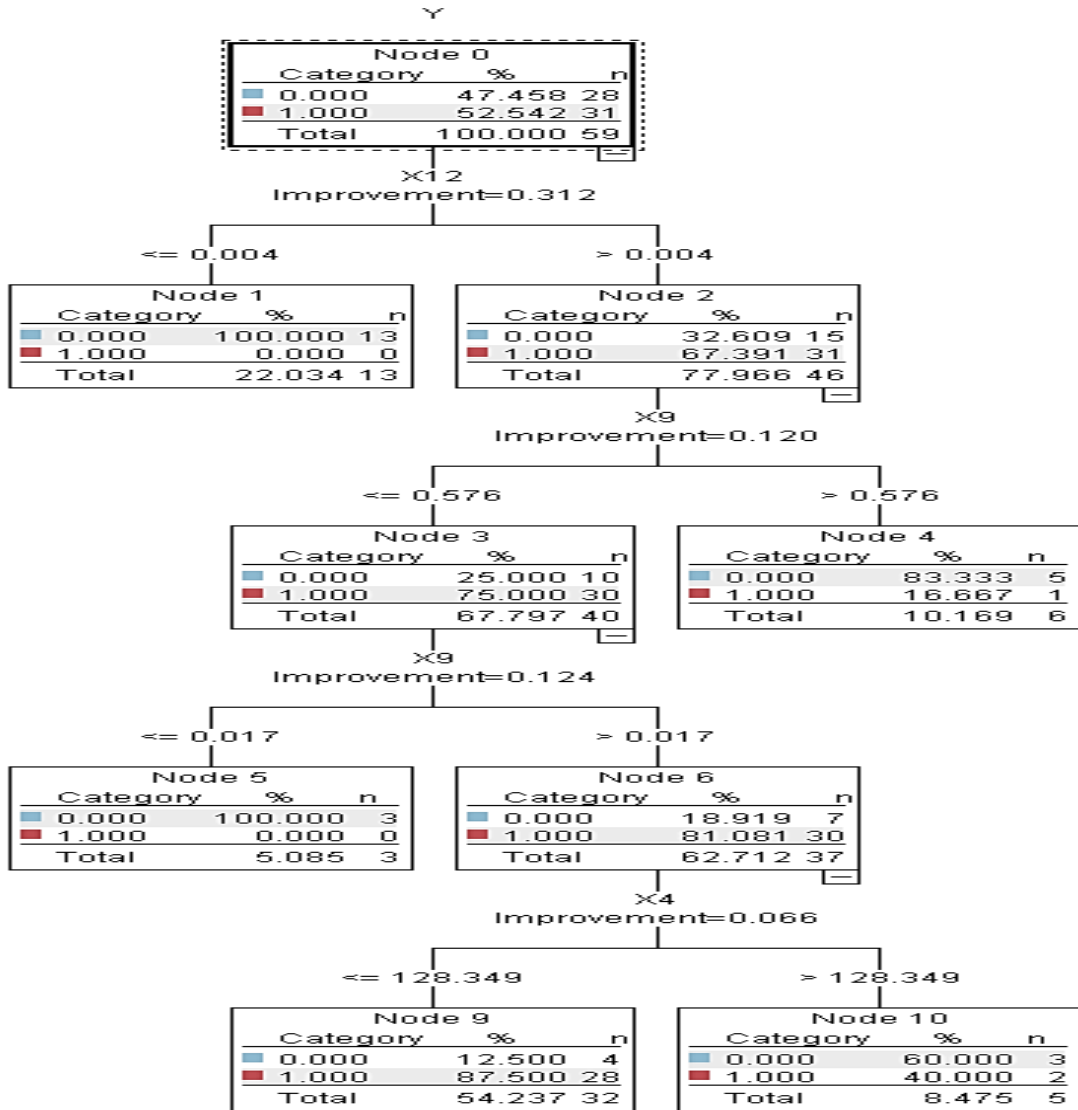 Y
Node 0
Category % n
0.000 47.458 28
1.000 52.542 31
Total 100.000 59
X12
Improvement=0.312
<= 0.004 > 0.004
Node 1
Category % n
0.000 100.000 13
1.000 0.000 0
Total 22.034 13
Node 2
Category % n
0.000 32.609 15
1.000 67.391 31
Total 77.966 46
X9
Improvement=0.120
<= 0.576 > 0.576
Node 3
Category % n
0.000 25.000 10
1.000 75.000 30
Total 67.797 40
Node 4
Category % n
0.000 83.333 5
1.000 16.667 1
Total 10.169 6
X9
Improvement=0.124
<= 0.017 > 0.017
Node 5
Category % n
0.000 100.000 3
1.000 0.000 0
Total 5.085 3
Node 6
Category % n
0.000 18.919 7
1.000 81.081 30
Total 62.712 37
X4
Improvement=0.066
<= 128.349 > 128.349
Node 9
Category % n
0.000 12.500 4
1.000 87.500 28
Total 54.237 32
Node 10
Category % n
0.000 60.000 3
1.000 40.000 2
Total 8.475 5